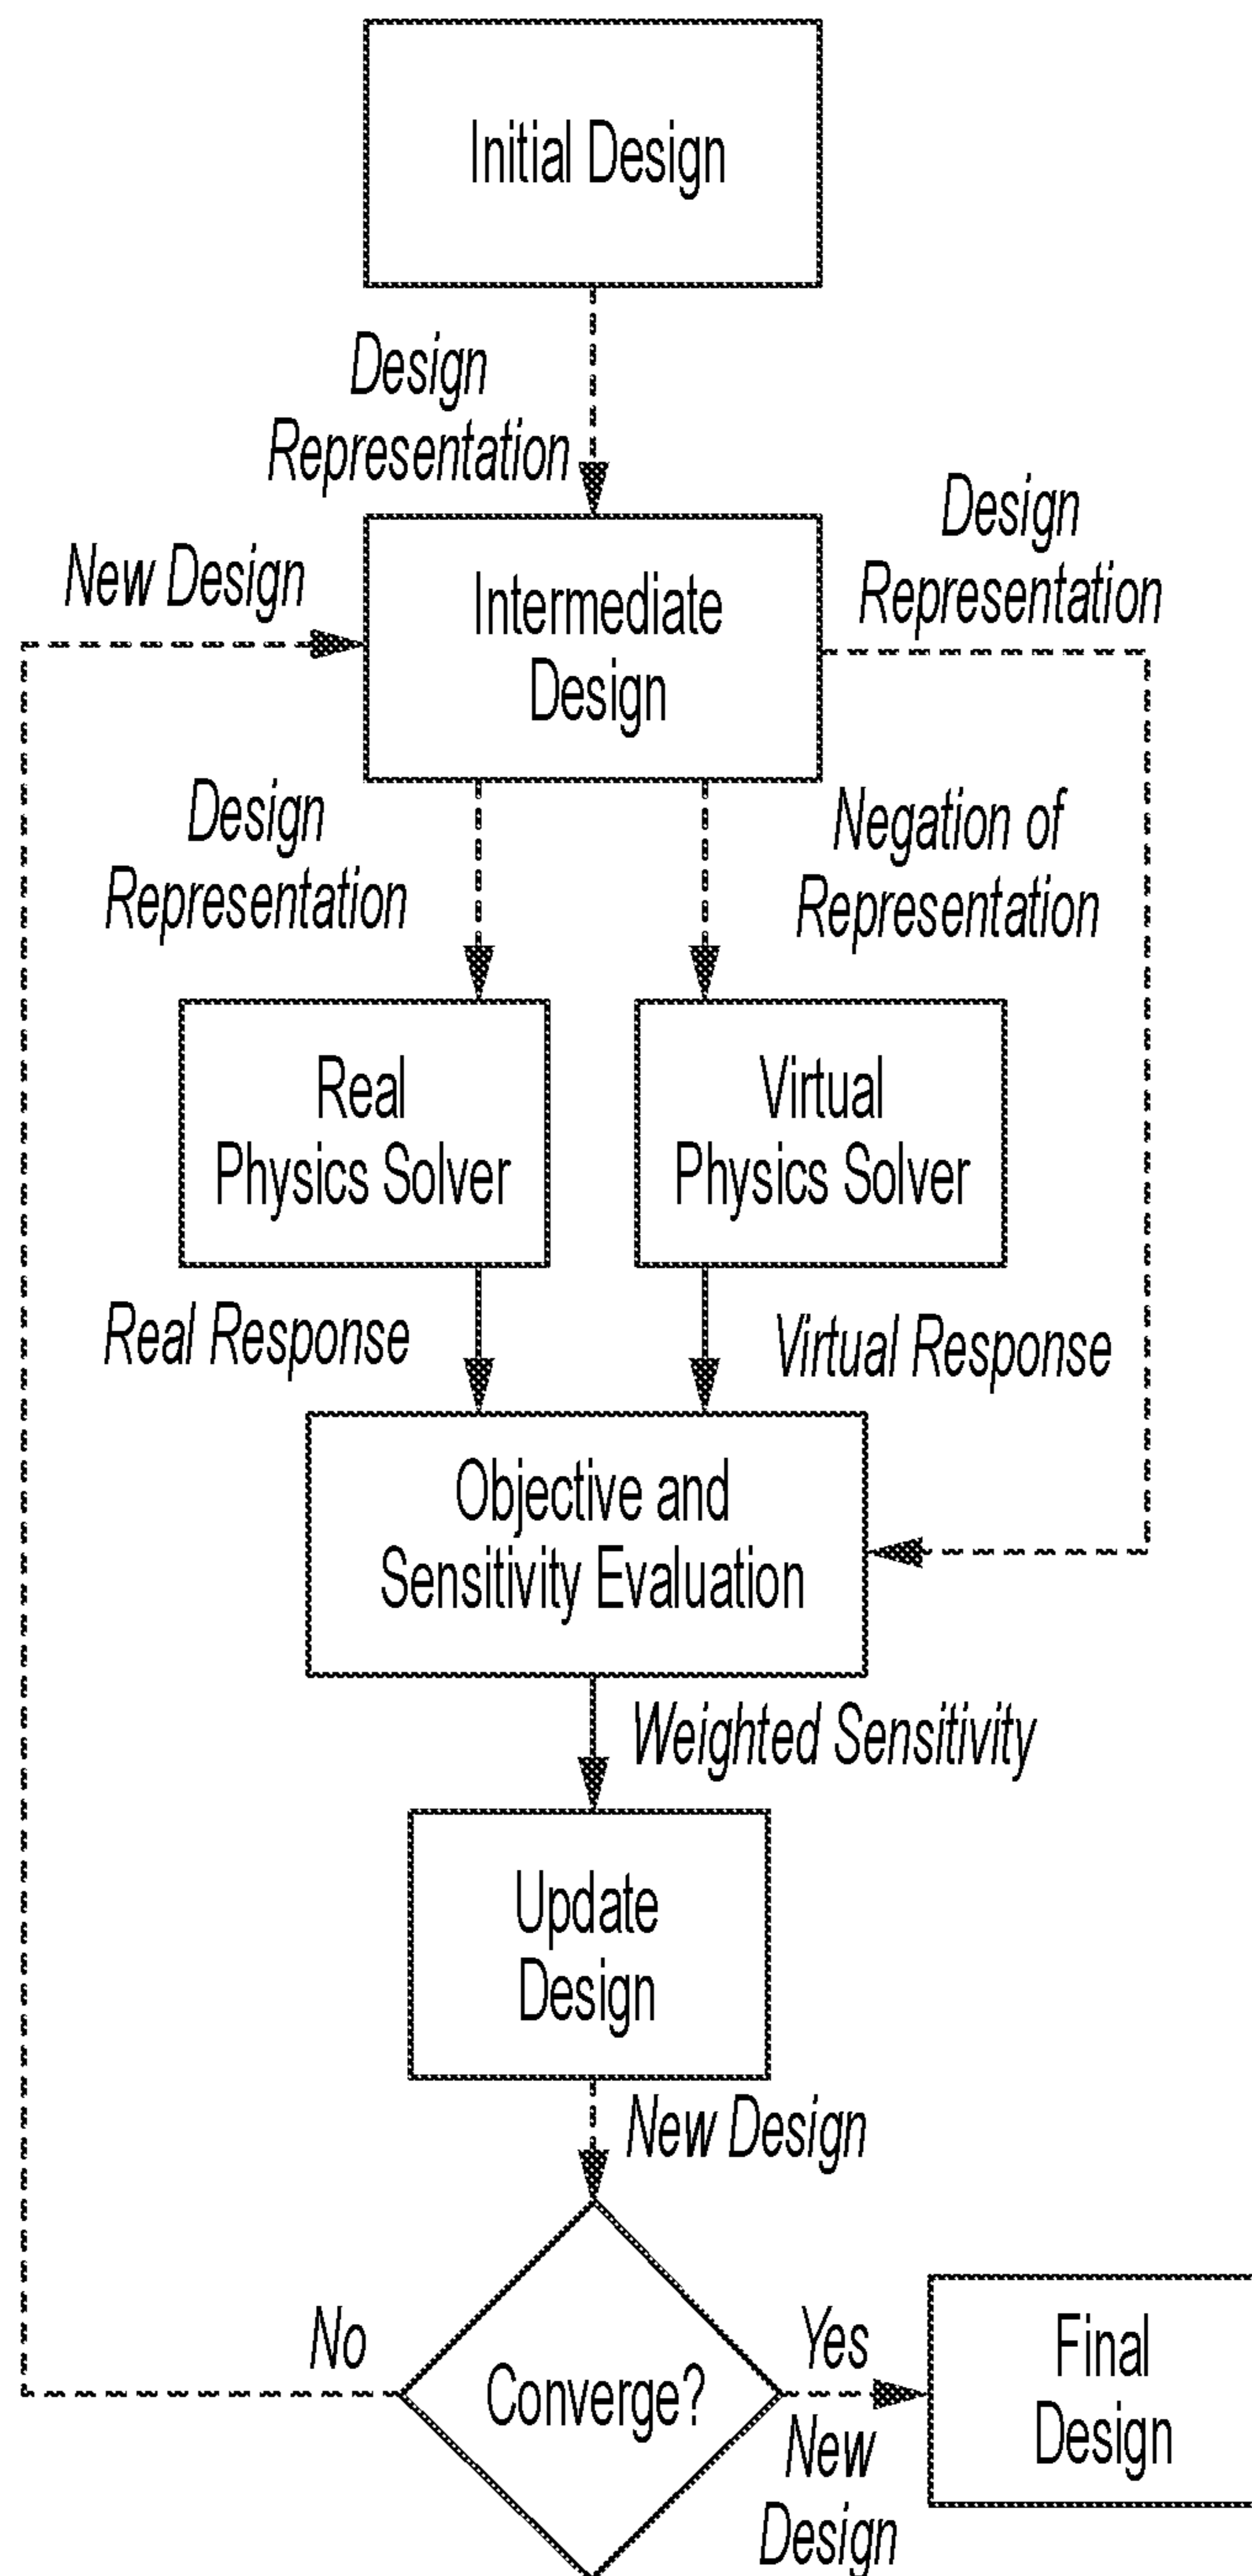 Initial Design
Design
Representation
New Design
Intermediate
Design
Design
Representation
Design
Representation
Negation of
Representation
Real
Physics Solver
Virtual
Physics Solver
Real Response
Virtual Response
Objective and
Sensitivity Evaluation
Weighted Sensitivity
Update
Design
New Design
No
Converge?
Yes
New
Design
Final
Design